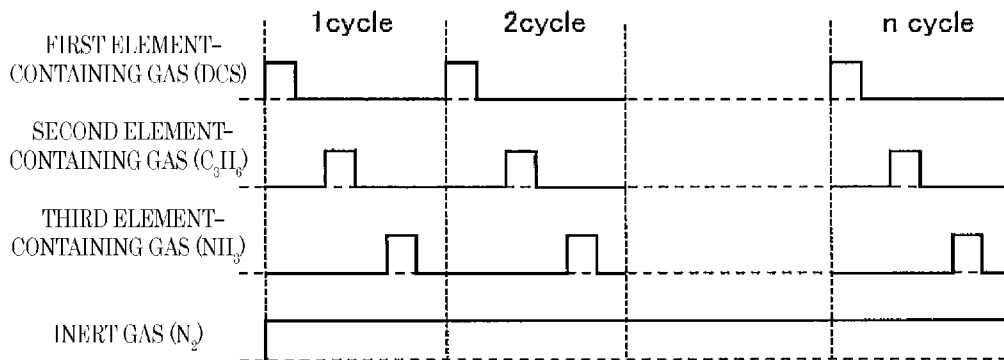 1cycle 2cycle n cycle
FIRST ELEMENT-
CONTAINING GAS (DCS)
SECOND ELEMENT-
CONTAINING GAS (C₃H₆)
THIRD ELEMENT-
CONTAINING GAS (NH₃)
INERT GAS (N₂)